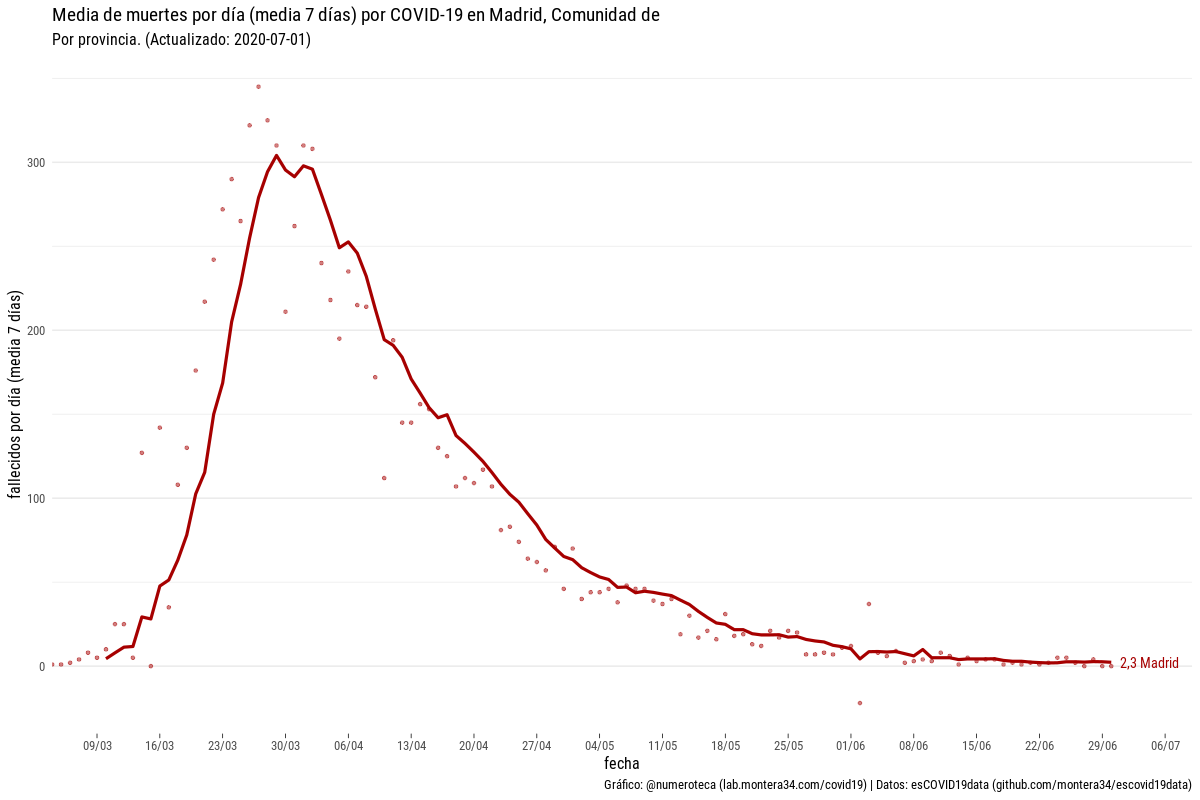 Media de muertes por día (media 7 días) por COVID-19 en Madrid, Comunidad de
Por provincia. (Actualizado: 2020-07-01)
fallecidos por día (media 7 días)
300
200
100
0
2,3 Madrid
09/03 16/03 23/03 30/03 06/04 13/04 20/04 27/04 04/05 11/05 18/05 25/05 01/06 08/06 15/06 22/06 29/06 06/07
fecha
Gráfico: @numeroteca (lab.montera34.com/covid19) | Datos: esCOVID19data (github.com/montera34/escovid19data)